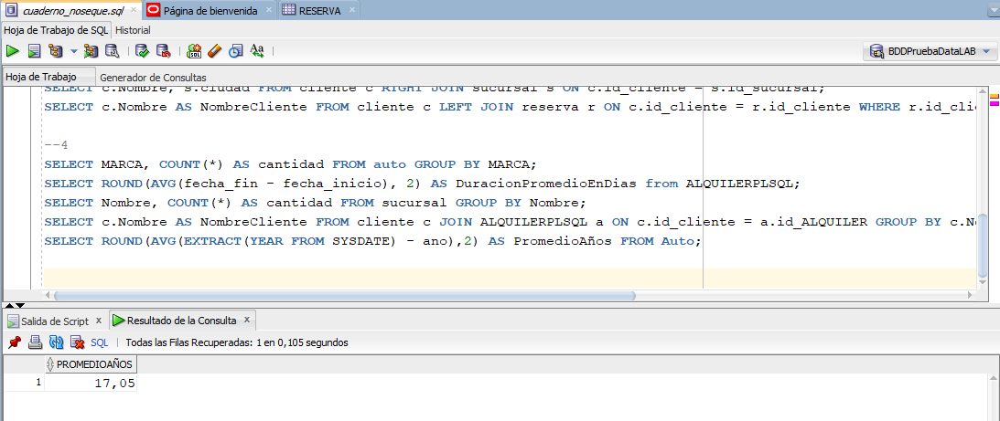 cuaderno_noseque.sql Página de bienvenida RESERVA
Hoja de Trabajo de SQL Historial
BDDPruebaDataLAB
Hoja de Trabajo Generador de Consultas
SELECT c.Nombre, s.ciudad FROM cliente c RIGHT JOIN sucursal s ON c.id_cliente = s.id_sucursal;
SELECT c.Nombre AS NombreCliente FROM cliente c LEFT JOIN reserva r ON c.id_cliente = r.id_cliente WHERE r.id_clie
--4
SELECT MARCA, COUNT(*) AS cantidad FROM auto GROUP BY MARCA;
SELECT ROUND(AVG(fecha_fin - fecha_inicio), 2) AS DuracionPromedioEnDias from ALQUILERPLSQL;
SELECT Nombre, COUNT(*) AS cantidad FROM sucursal GROUP BY Nombre;
SELECT c.Nombre AS NombreCliente FROM cliente c JOIN ALQUILERPLSQL a ON c.id_cliente = a.id_ALQUILER GROUP BY c.No
SELECT ROUND(AVG(EXTRACT(YEAR FROM SYSDATE) - ano),2) AS PromedioAños FROM Auto;
Salida de Script x Resultado de la Consulta x
SQL | Todas las Filas Recuperadas: 1 en 0,105 segundos
PROMEDIOAÑOS
1 17,05